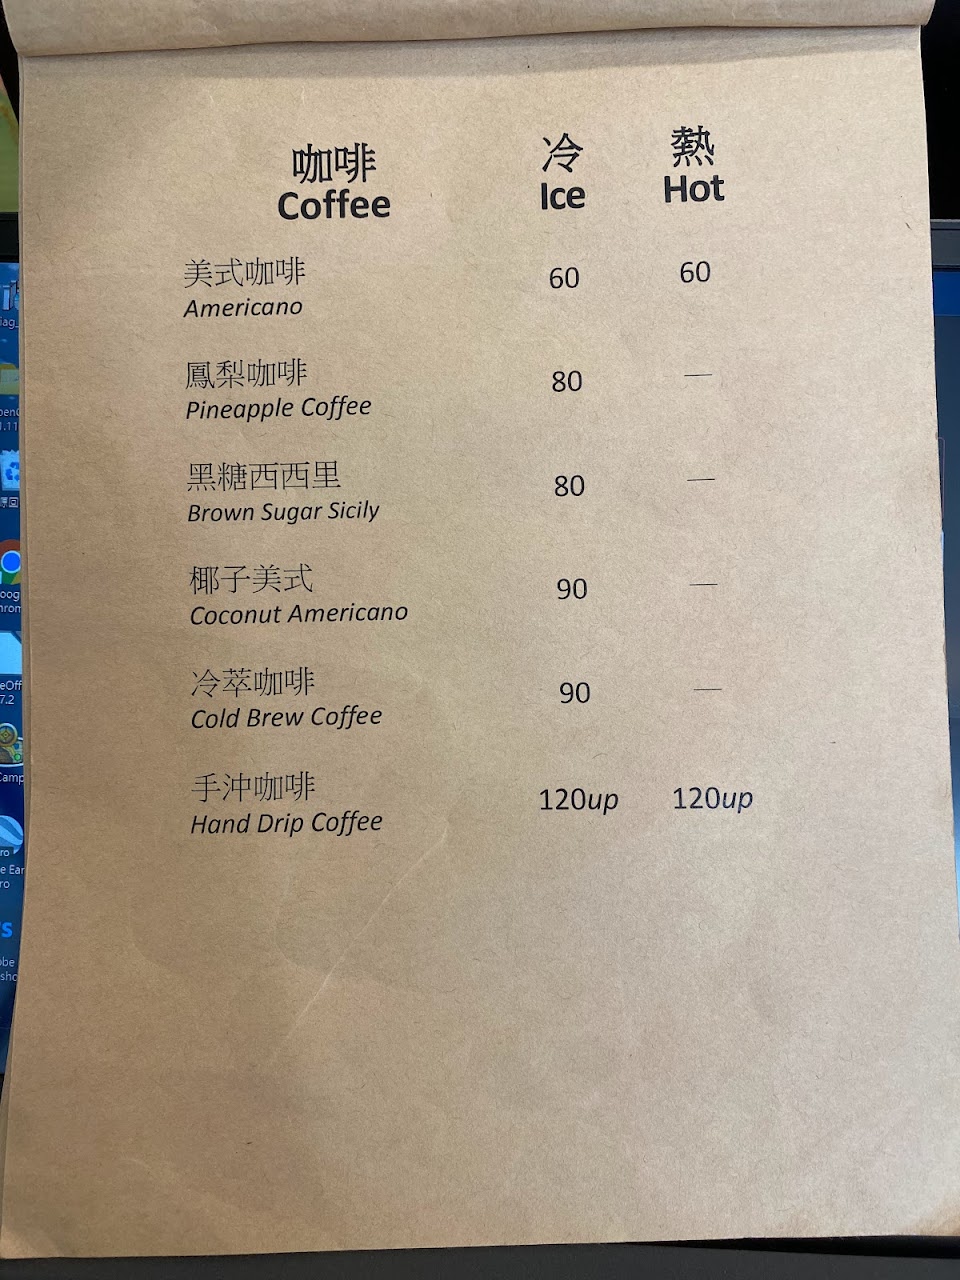 咖啡 冷 熱
Coffee Ice Hot
美式咖啡 60 60
Americano
鳳梨咖啡 80 —
Pineapple Coffee
黑糖西西里 80 —
Brown Sugar Sicily
椰子美式 90 —
Coconut Americano
冷萃咖啡 90 —
Cold Brew Coffee
手沖咖啡 120up 120up
Hand Drip Coffee